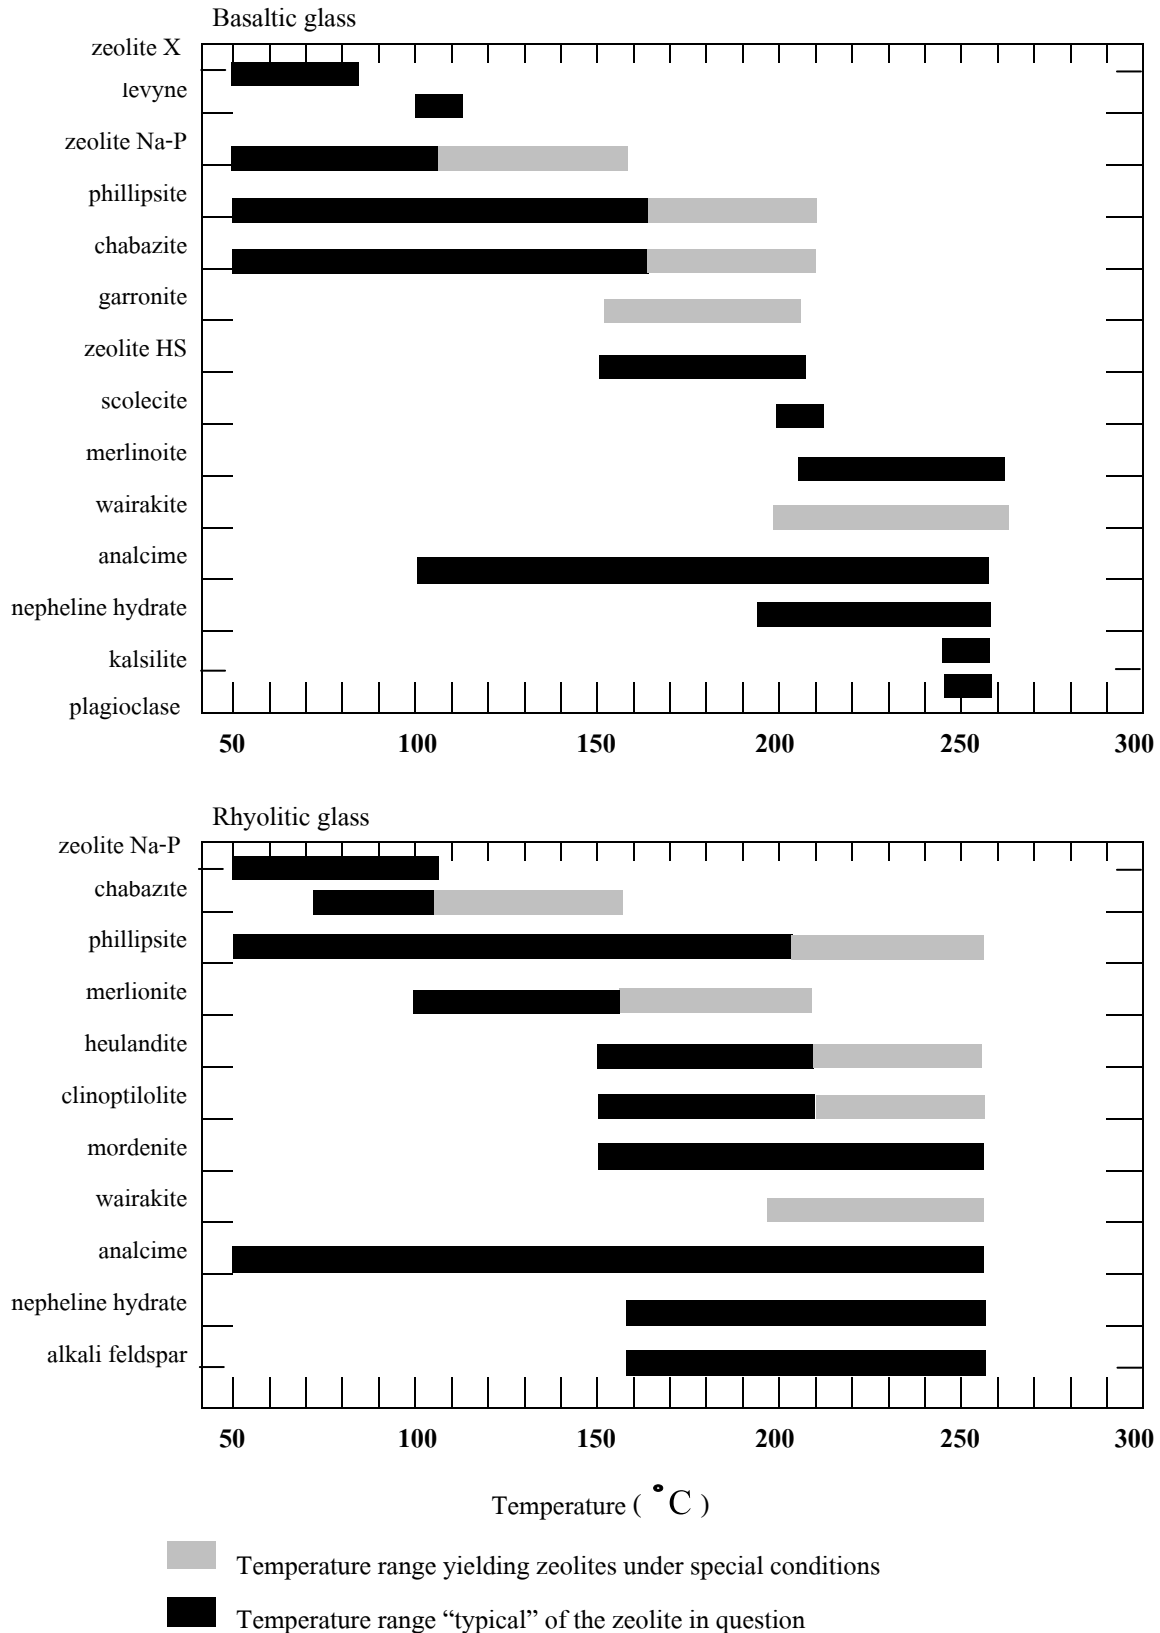 Basaltic glass
zeolite X
levyne
zeolite Na-P
phillipsite
chabazite
garronite
zeolite HS
scolecite
merlinoite
wairakite
analcime
nepheline hydrate
kalsilite
plagioclase
50 100 150 200 250 300
Rhyolitic glass
zeolite Na-P
chabazite
phillipsite
merlionite
heulandite
clinoptilolite
mordenite
wairakite
analcime
nepheline hydrate
alkali feldspar
50 100 150 200 250 300
Temperature ( °C )
Temperature range yielding zeolites under special conditions
Temperature range “typical” of the zeolite in question